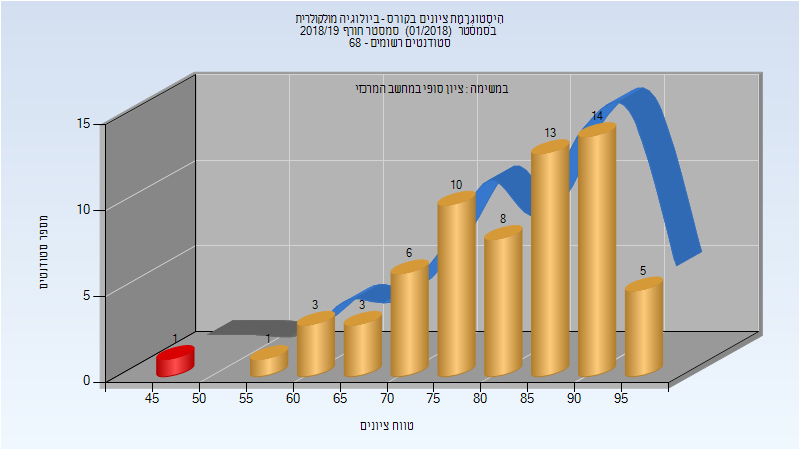 היסטוגרמת ציונים בקורס - ביולוגיה מולקולרית
בסמסטר (01/2018) סמסטר חורף 2018/19
סטודנטים רשומים - 68
במשימה : ציון סופי במחשב המרכזי
מספר סטודנטים
15
10
5
0
1
1
3
3
6
10
8
13
14
5
45 50 55 60 65 70 75 80 85 90 95
טווח ציונים